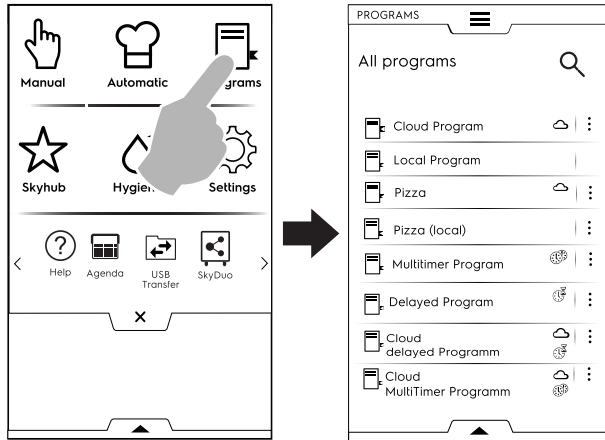 Manual
Automatic
grams
Skyhub
Hygien
Settings
?
Help
Agenda
USB
Transfer
SkyDuo
PROGRAMS
All programs
Cloud Program
Local Program
Pizza
Pizza (local)
Multitimer Program
Delayed Program
Cloud
delayed Programm
Cloud
MultiTimer Programm